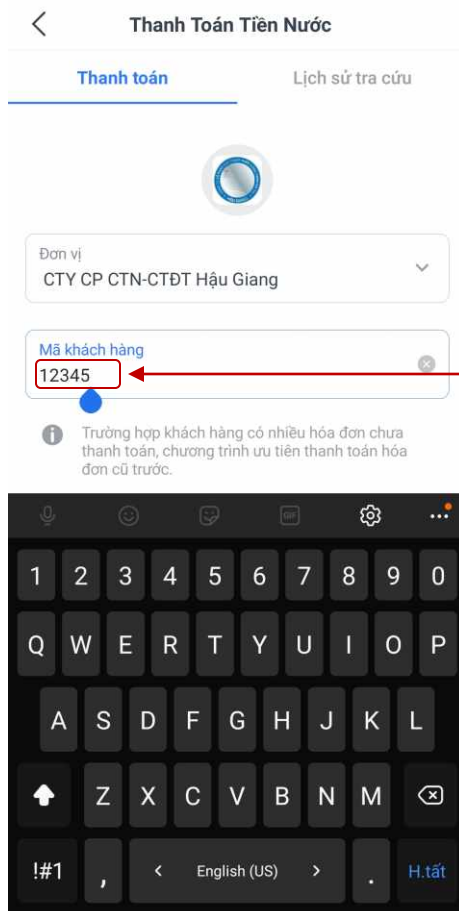 Thanh Toán Tiền Nước
Thanh toán Lịch sử tra cứu
Đơn vị
CTY CP CTN-CTĐT Hậu Giang
Mã khách hàng
12345
Trường hợp khách hàng có nhiều hóa đơn chưa
thanh toán, chương trình ưu tiên thanh toán hóa
đơn cũ trước.
GIF
1 2 3 4 5 6 7 8 9 0
Q W E R T Y U I O P
A S D F G H J K L
Z X C V B N M
!#1 , < English (US) > . H.tất